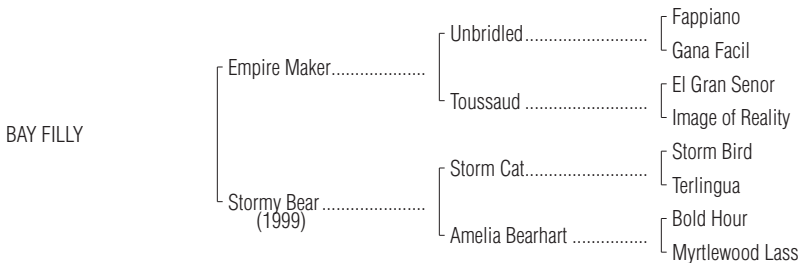 Fappiano
Unbridled.............................
Gana Facil
Empire Maker......................
El Gran Senor
Toussaud .............................
Image of Reality
BAY FILLY
Storm Bird
Storm Cat.............................
Terlingua
Stormy Bear ........................
(1999)
Bold Hour
Amelia Bearhart ..................
Myrtlewood Lass